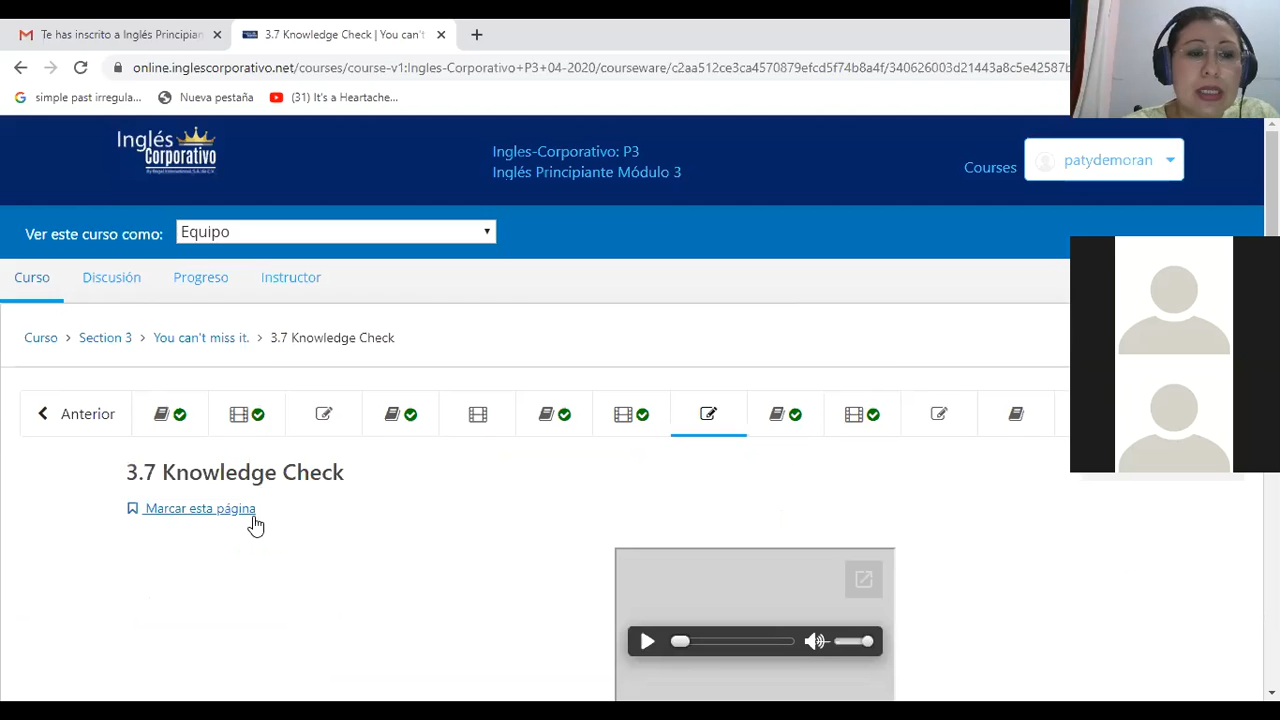 Te has inscrito a Inglés Principian
3.7 Knowledge Check | You can't
online.inglescorporativo.net/courses/course-v1:Ingles-Corporativo+P3+04-2020/courseware/c2aa512ce3ca4570879efcd5f74b8a4f/340626003d21443a8c5e42587b
simple past irregula...
Nueva pestaña
(31) It's a Heartache...
Inglés
Corporativo
Ingles-Corporativo: P3
Inglés Principiante Módulo 3
Courses
patydemoran
Ver este curso como:
Equipo
Curso
Discusión
Progreso
Instructor
Curso > Section 3 > You can't miss it. > 3.7 Knowledge Check
Anterior
3.7 Knowledge Check
Marcar esta página